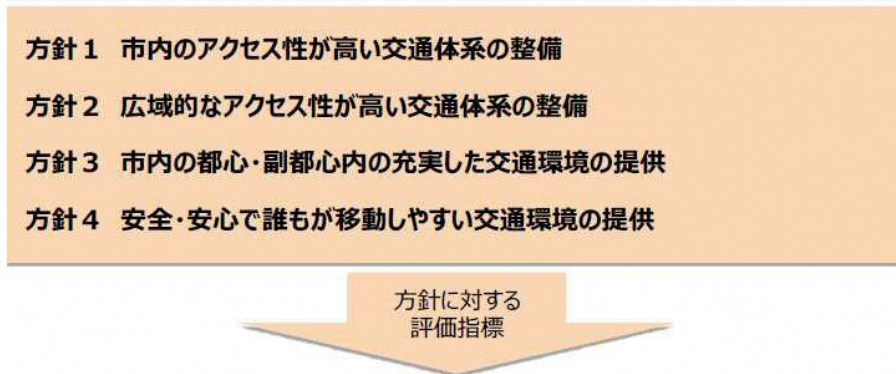 方針１ 市内のアクセス性が高い交通体系の整備
方針２ 広域的なアクセス性が高い交通体系の整備
方針３ 市内の都心・副都心内の充実した交通環境の提供
方針４ 安全・安心で誰もが移動しやすい交通環境の提供
方針に対する
評価指標